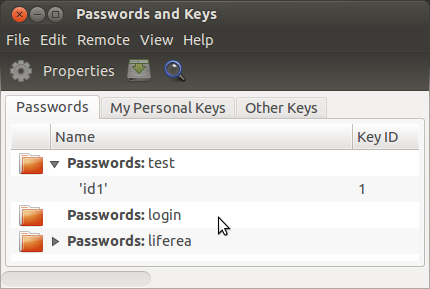 Passwords and Keys
File Edit Remote View Help
Properties
Passwords My Personal Keys Other Keys
Name Key ID
Passwords: test
'id1' 1
Passwords: login
Passwords: liferea